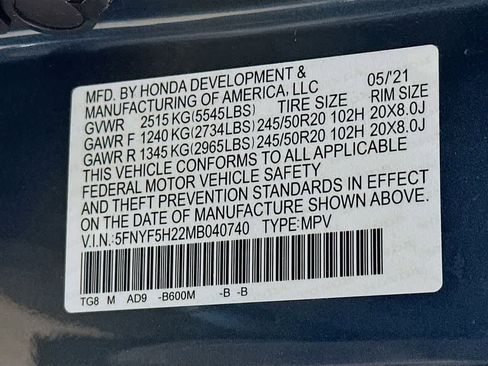 MFD. BY HONDA DEVELOPMENT & 05/'21
MANUFACTURING OF AMERICA, LLC
GVWR 2515 KG(5545LBS) TIRE SIZE RIM SIZE
GAWR F 1240 KG(2734LBS)245/50R20 102H 20X8.0J
GAWR R 1345 KG(2965LBS)245/50R20 102H 20X8.0J
THIS VEHICLE CONFORMS TO ALL APPLICABLE
FEDERAL MOTOR VEHICLE SAFETY
AND THEFT PREVENTION STANDARDS IN EFFECT
ON THE DATE OF MANUFACTURE SHOWN ABOVE.
V.I.N.:5FNYF5H22MB040740 TYPE:MPV
TG8 M AD9 -B600M -B -B